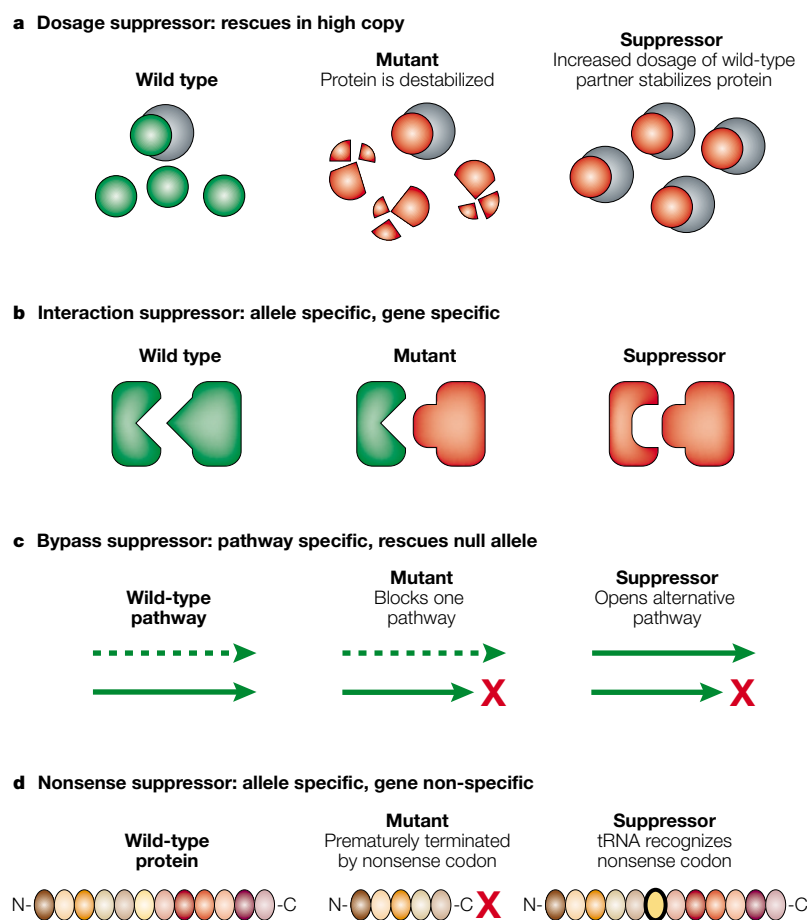 a Dosage suppressor: rescues in high copy
Wild type
Mutant
Protein is destabilized
Suppressor
Increased dosage of wild-type
partner stabilizes protein
b Interaction suppressor: allele specific, gene specific
Wild type
Mutant
Suppressor
c Bypass suppressor: pathway specific, rescues null allele
Wild-type
pathway
Mutant
Blocks one
pathway
Suppressor
Opens alternative
pathway
X
X
d Nonsense suppressor: allele specific, gene non-specific
Wild-type
protein
Mutant
Prematurely terminated
by nonsense codon
Suppressor
tRNA recognizes
nonsense codon
N- -C
N- -C X
N- -C